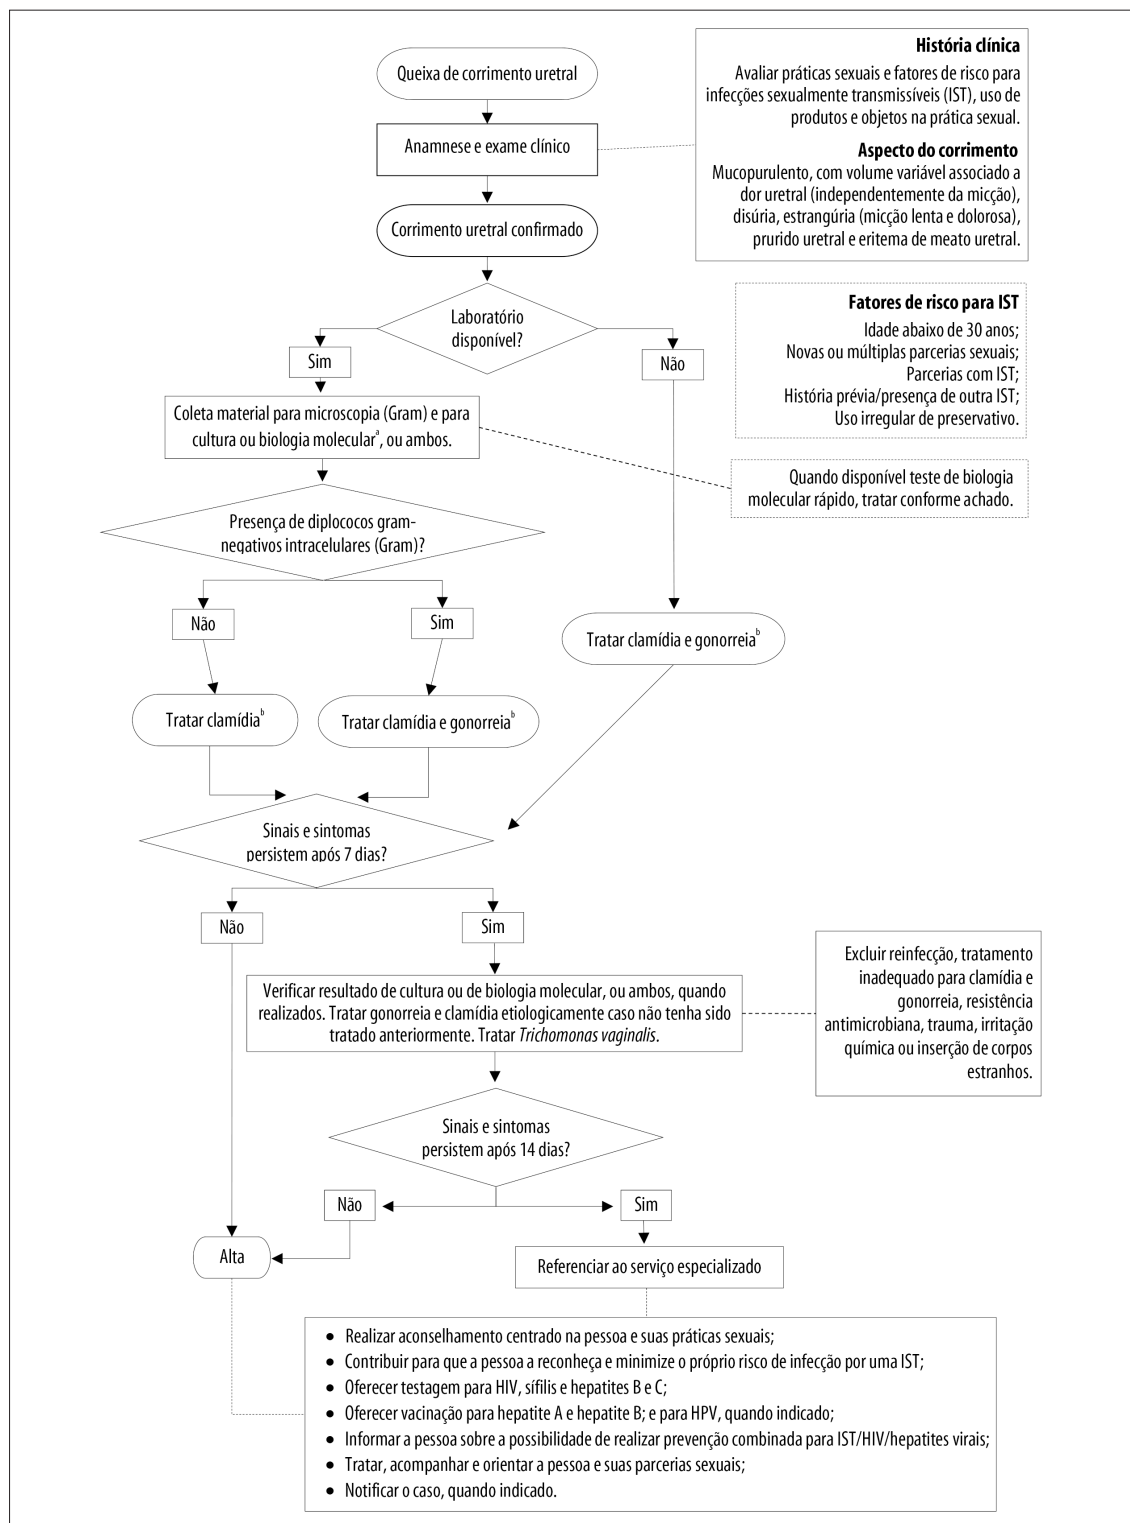 Queixa de corrimento uretral
Anamnese e exame clínico
História clínica
Avaliar práticas sexuais e fatores de risco para
infecções sexualmente transmissíveis (IST), uso de
produtos e objetos na prática sexual.
Aspecto do corrimento
Mucopurulento, com volume variável associado a
dor uretral (independentemente da micção),
disúria, estrangúria (micção lenta e dolorosa),
prurido uretral e eritema de meato uretral.
Corrimento uretral confirmado
Laboratório
disponível?
Fatores de risco para IST
Idade abaixo de 30 anos;
Novas ou múltiplas parcerias sexuais;
Parcerias com IST;
História prévia/presença de outra IST;
Uso irregular de preservativo.
Sim
Não
Coleta material para microscopia (Gram) e para
cultura ou biologia molecularª, ou ambos.
Quando disponível teste de biologia
molecular rápido, tratar conforme achado.
Presença de diplococos gram-
negativos intracelulares (Gram)?
Não
Sim
Tratar clamídia e gonorreiaᵇ
Tratar clamídiaᵇ
Tratar clamídia e gonorreiaᵇ
Sinais e sintomas
persistem após 7 dias?
Não
Sim
Verificar resultado de cultura ou de biologia molecular, ou ambos, quando
realizados. Tratar gonorreia e clamídia etiologicamente caso não tenha sido
tratado anteriormente. Tratar Trichomonas vaginalis.
Excluir reinfecção, tratamento
inadequado para clamídia e
gonorreia, resistência
antimicrobiana, trauma, irritação
química ou inserção de corpos
estranhos.
Sinais e sintomas
persistem após 14 dias?
Não
Sim
Alta
Referenciar ao serviço especializado
• Realizar aconselhamento centrado na pessoa e suas práticas sexuais;
• Contribuir para que a pessoa a reconheça e minimize o próprio risco de infecção por uma IST;
• Oferecer testagem para HIV, sífilis e hepatites B e C;
• Oferecer vacinação para hepatite A e hepatite B; e para HPV, quando indicado;
• Informar a pessoa sobre a possibilidade de realizar prevenção combinada para IST/HIV/hepatites virais;
• Tratar, acompanhar e orientar a pessoa e suas parcerias sexuais;
• Notificar o caso, quando indicado.